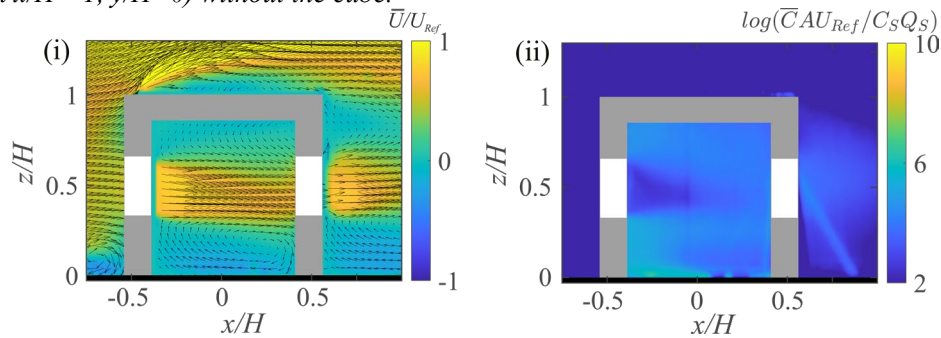 without the cube.
U̅/U_Ref
log(C̅AU_Ref/C_SQ_S)
(i)
(ii)
1
10
1
1
z/H
0.5
0
z/H
0.5
6
0
-1
0
2
-0.5
0
0.5
-0.5
0
0.5
x/H
x/H